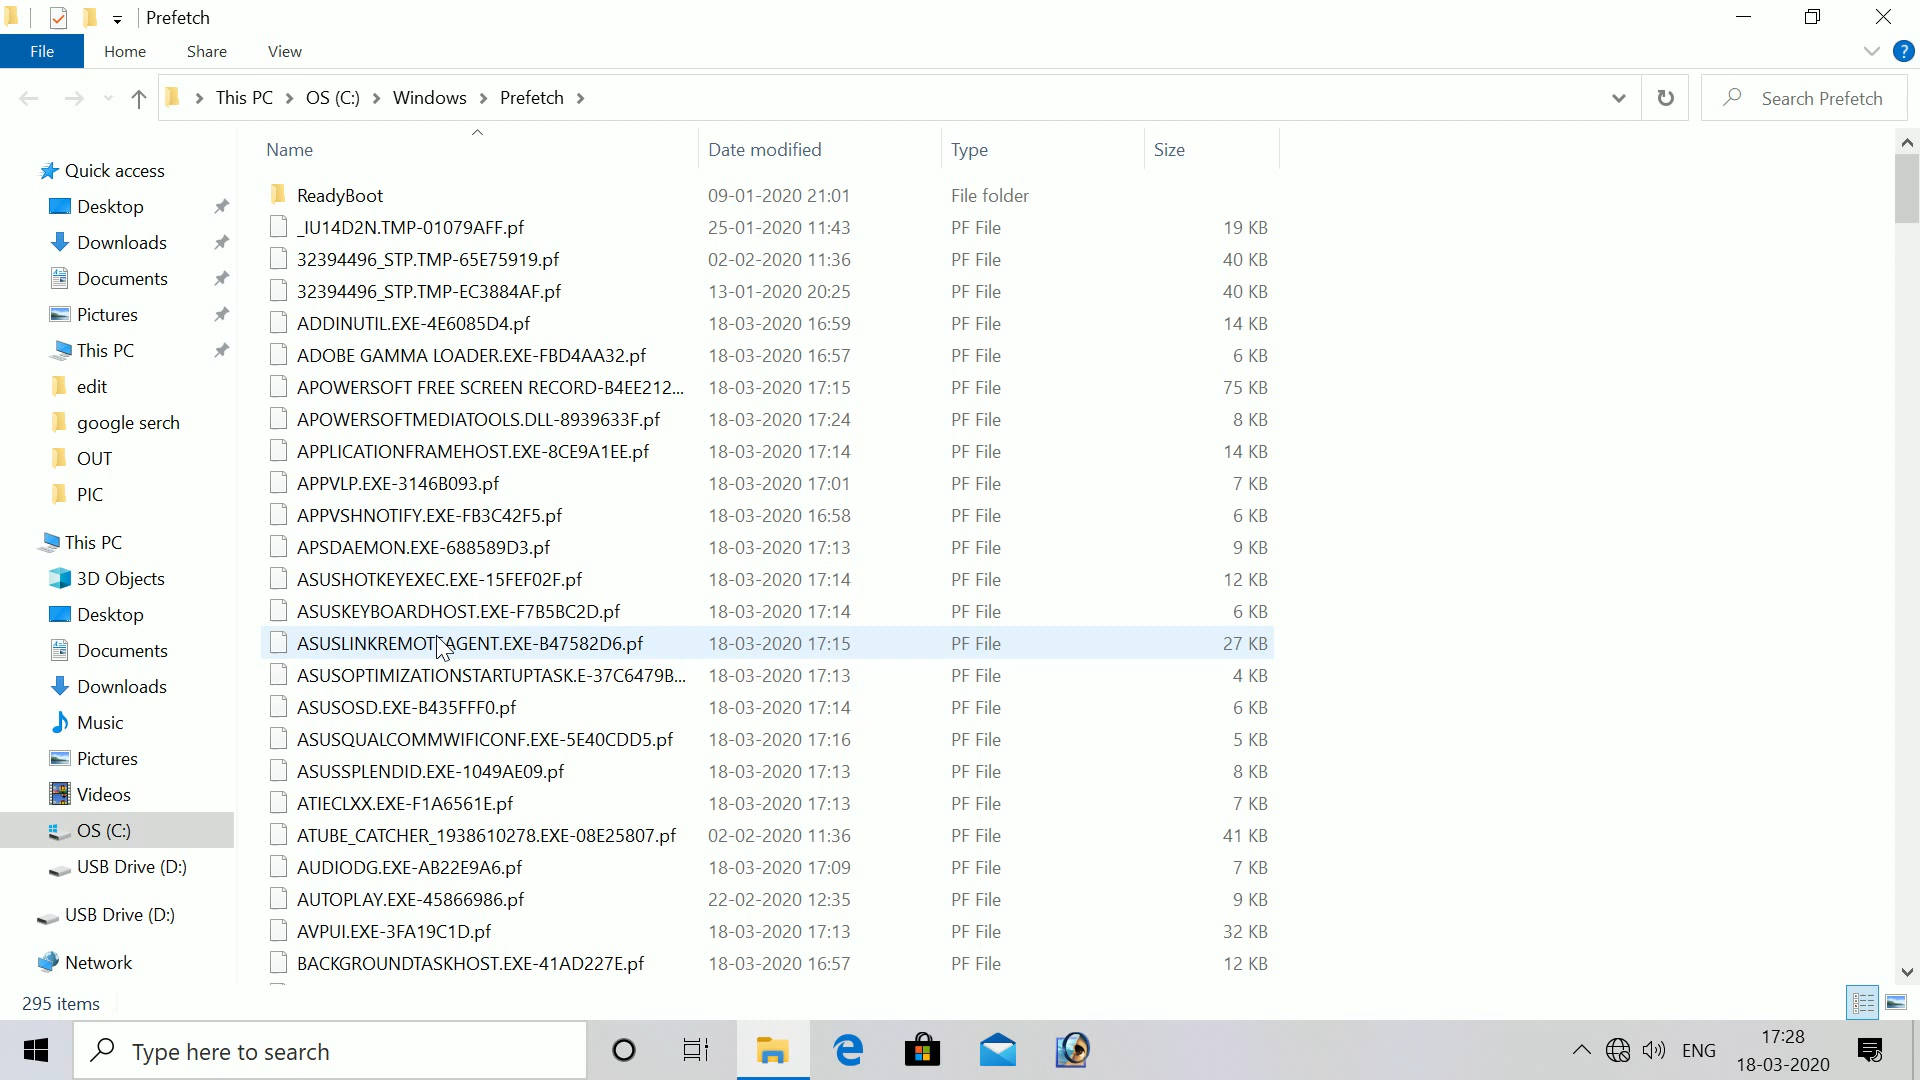 Prefetch
File Home Share View
This PC OS (C:) Windows Prefetch Search Prefetch
Name Date modified Type Size
Quick access
Desktop
Downloads
Documents
Pictures
This PC
edit
google serch
OUT
PIC
This PC
3D Objects
Desktop
Documents
Downloads
Music
Pictures
Videos
OS (C:)
USB Drive (D:)
USB Drive (D:)
Network
ReadyBoot 09-01-2020 21:01 File folder
_IU14D2N.TMP-01079AFF.pf 25-01-2020 11:43 PF File 19 KB
32394496_STP.TMP-65E75919.pf 02-02-2020 11:36 PF File 40 KB
32394496_STP.TMP-EC3884AF.pf 13-01-2020 20:25 PF File 40 KB
ADDINUTIL.EXE-4E6085D4.pf 18-03-2020 16:59 PF File 14 KB
ADOBE GAMMA LOADER.EXE-FBD4AA32.pf 18-03-2020 16:57 PF File 6 KB
APOWERSOFT FREE SCREEN RECORD-B4EE212... 18-03-2020 17:15 PF File 75 KB
APOWERSOFTMEDIATOOLS.DLL-8939633F.pf 18-03-2020 17:24 PF File 8 KB
APPLICATIONFRAMEHOST.EXE-8CE9A1EE.pf 18-03-2020 17:14 PF File 14 KB
APPVLP.EXE-3146B093.pf 18-03-2020 17:01 PF File 7 KB
APPVSHNOTIFY.EXE-FB3C42F5.pf 18-03-2020 16:58 PF File 6 KB
APSDAEMON.EXE-688589D3.pf 18-03-2020 17:13 PF File 9 KB
ASUSHOTKEYEXEC.EXE-15FEF02F.pf 18-03-2020 17:14 PF File 12 KB
ASUSKEYBOARDHOST.EXE-F7B5BC2D.pf 18-03-2020 17:14 PF File 6 KB
ASUSLINKREMOTEAGENT.EXE-B47582D6.pf 18-03-2020 17:15 PF File 27 KB
ASUSOPTIMIZATIONSTARTUPTASK.E-37C6479B... 18-03-2020 17:13 PF File 4 KB
ASUSOSD.EXE-B435FFF0.pf 18-03-2020 17:14 PF File 6 KB
ASUSQUALCOMMWIFICONF.EXE-5E40CDD5.pf 18-03-2020 17:16 PF File 5 KB
ASUSSPLENDID.EXE-1049AE09.pf 18-03-2020 17:13 PF File 8 KB
ATIECLXX.EXE-F1A6561E.pf 18-03-2020 17:13 PF File 7 KB
ATUBE_CATCHER_1938610278.EXE-08E25807.pf 02-02-2020 11:36 PF File 41 KB
AUDIODG.EXE-AB22E9A6.pf 18-03-2020 17:09 PF File 7 KB
AUTOPLAY.EXE-45866986.pf 22-02-2020 12:35 PF File 9 KB
AVPUI.EXE-3FA19C1D.pf 18-03-2020 17:13 PF File 32 KB
BACKGROUNDTASKHOST.EXE-41AD227E.pf 18-03-2020 16:57 PF File 12 KB
295 items
Type here to search
ENG
17:28
18-03-2020